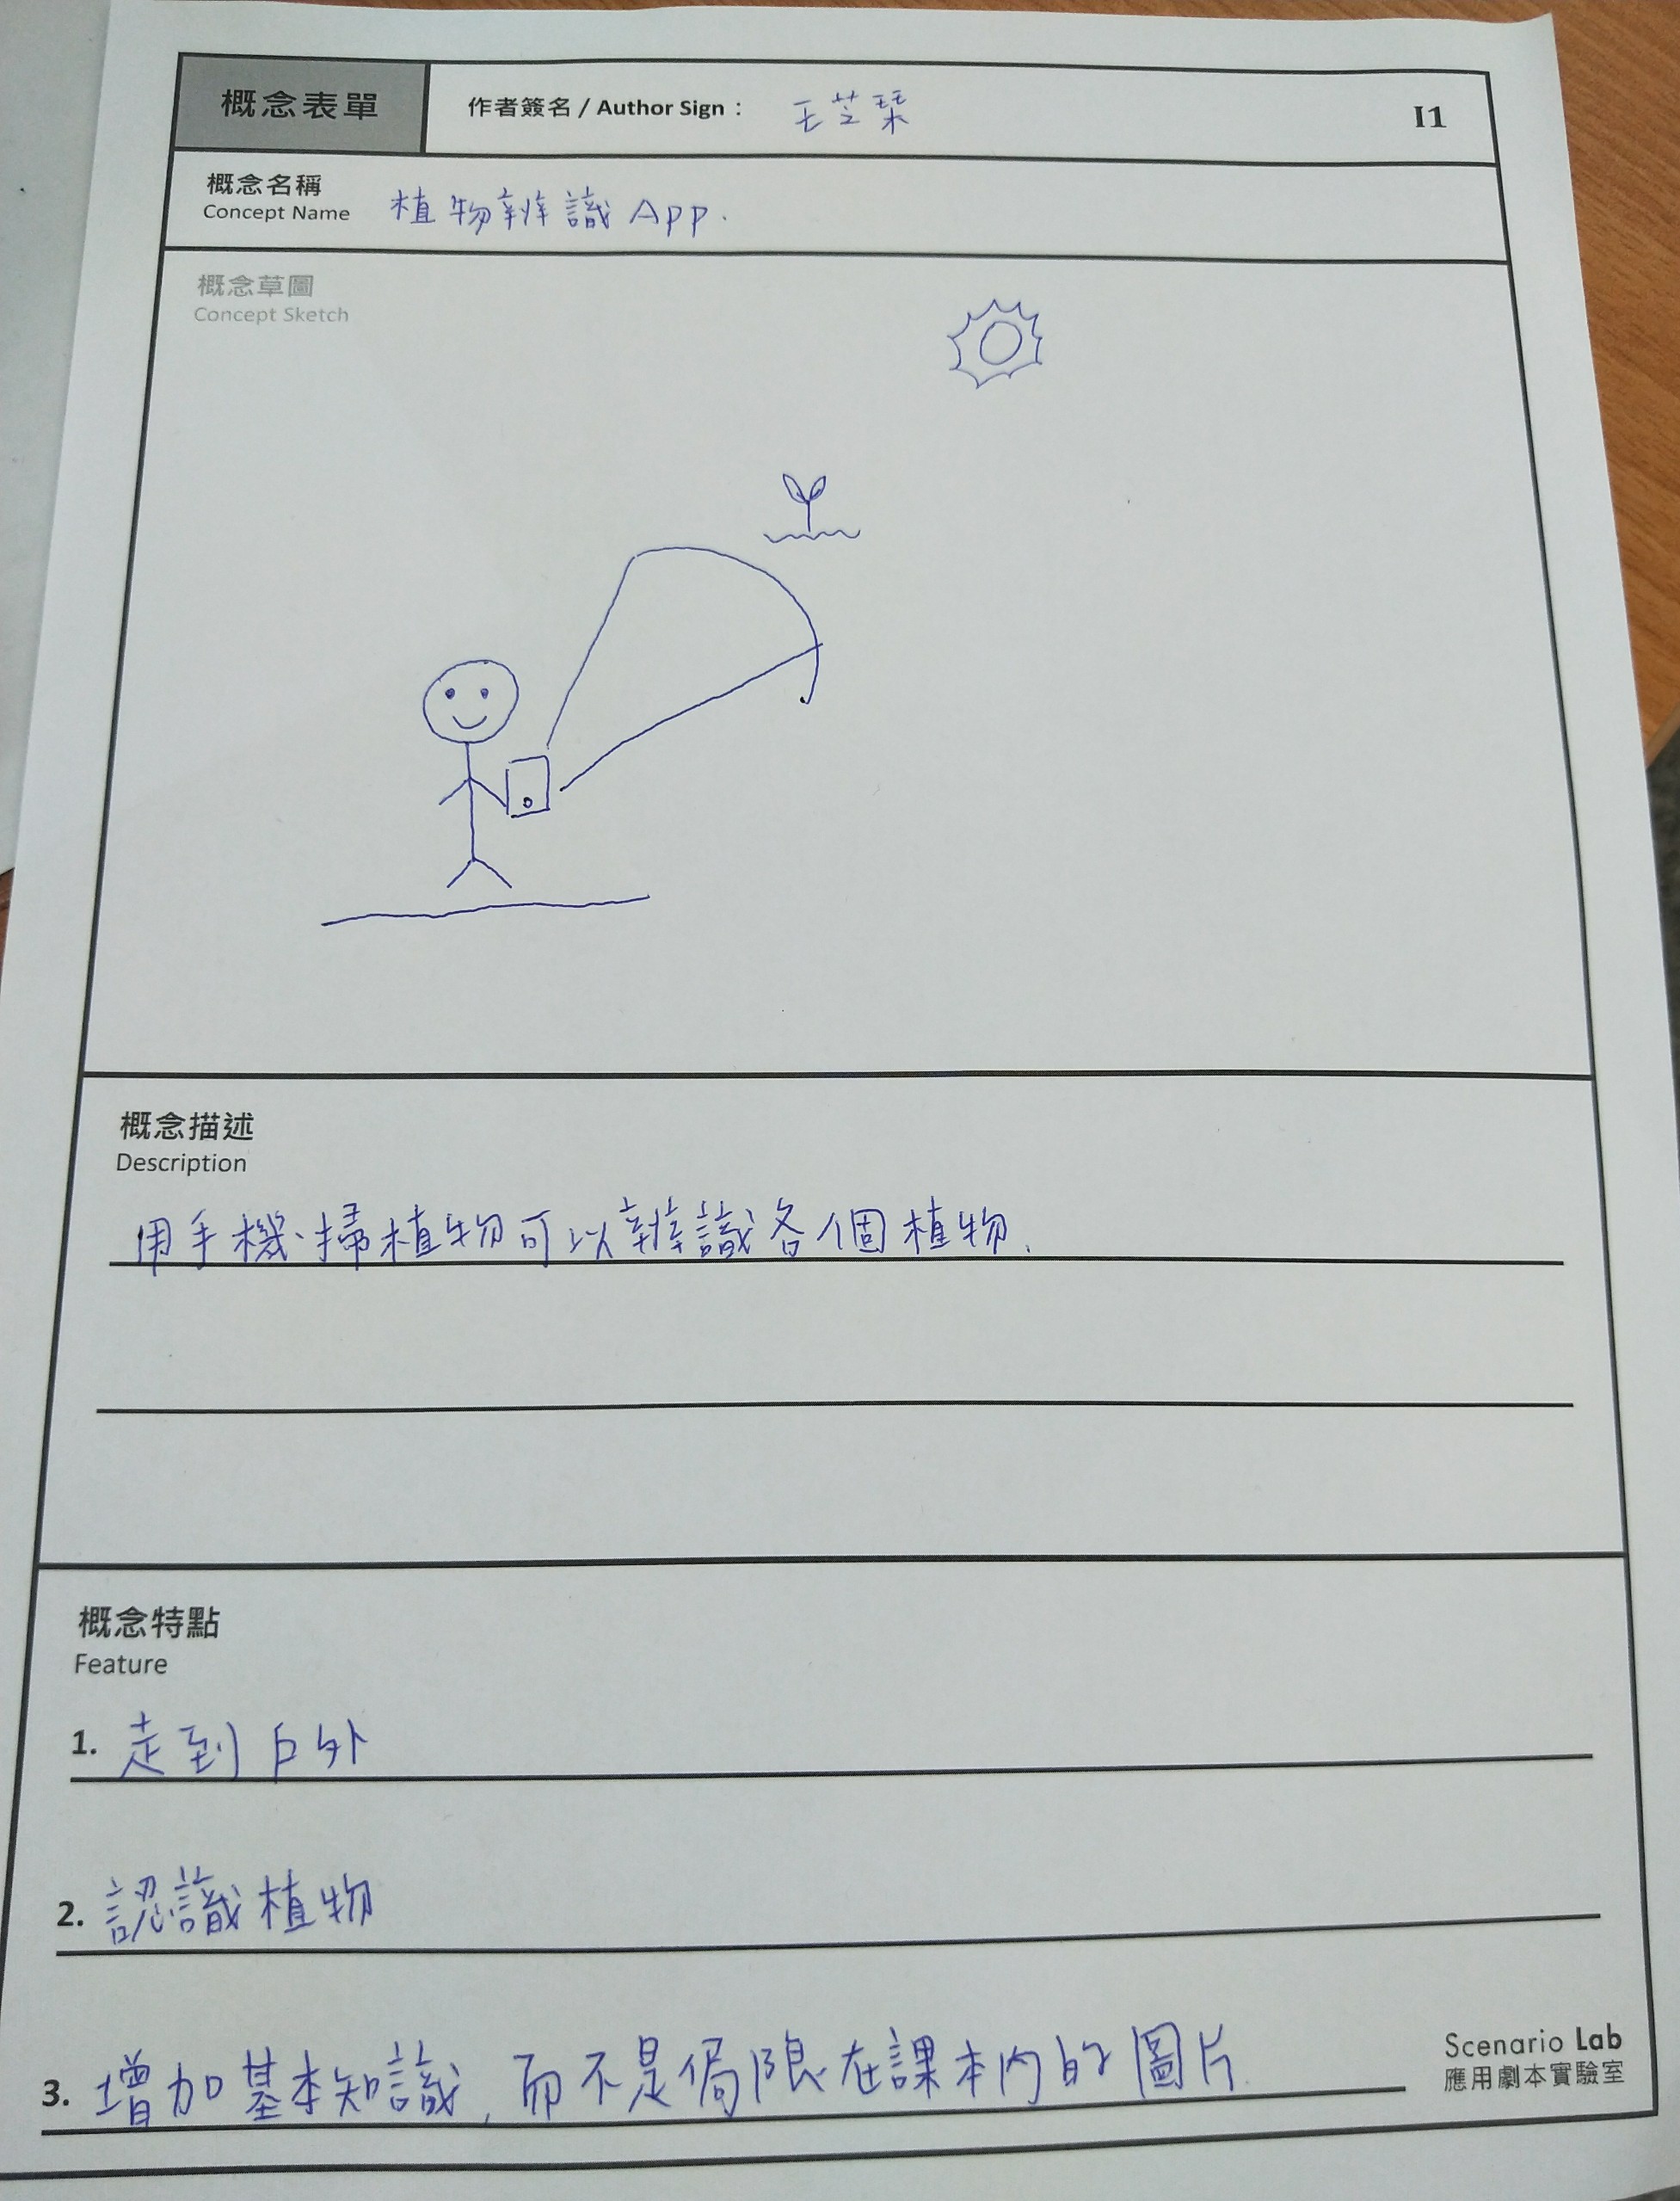 概念表單
作者簽名 / Author Sign : 王芝琹
I1
概念名稱
Concept Name
植物辨識 App.
概念草圖
Concept Sketch
概念描述
Description
用手機掃植物可以辨識各個植物.
概念特點
Feature
1. 走到戶外
2. 認識植物
3. 增加基本知識, 而不是侷限在課本內的圖片
Scenario Lab
應用劇本實驗室